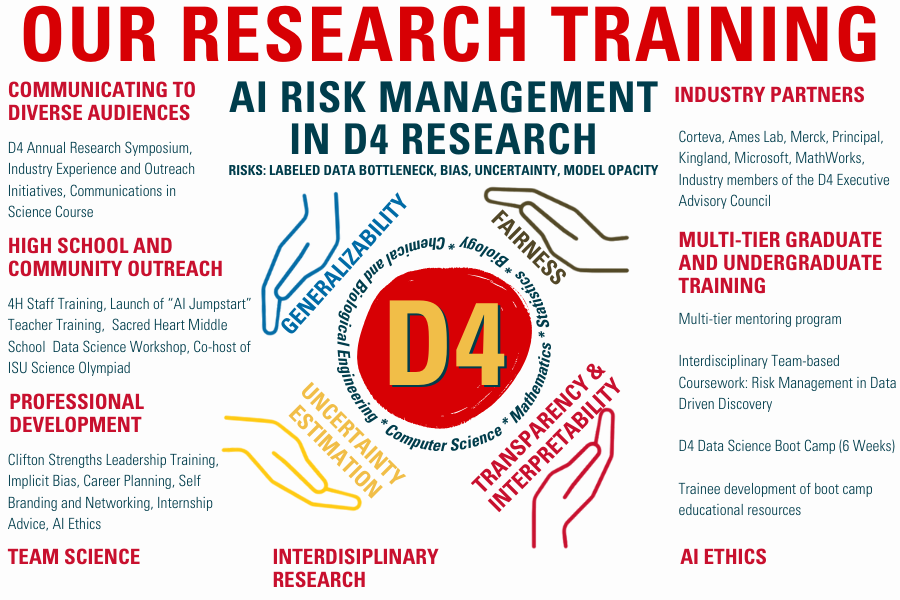 OUR RESEARCH TRAINING
COMMUNICATING TO
DIVERSE AUDIENCES
D4 Annual Research Symposium,
Industry Experience and Outreach
Initiatives, Communications in
Science Course
HIGH SCHOOL AND
COMMUNITY OUTREACH
4H Staff Training, Launch of “AI Jumpstart”
Teacher Training, Sacred Heart Middle
School Data Science Workshop, Co-host of
ISU Science Olympiad
PROFESSIONAL
DEVELOPMENT
Clifton Strengths Leadership Training,
Implicit Bias, Career Planning, Self
Branding and Networking, Internship
Advice, AI Ethics
TEAM SCIENCE
AI RISK MANAGEMENT
IN D4 RESEARCH
RISKS: LABELED DATA BOTTLENECK, BIAS, UNCERTAINTY, MODEL OPACITY
GENERALIZABILITY
FAIRNESS
D4
Chemical and Biological Engineering * Computer Science * Mathematics * Statistics * Biology *
UNCERTAINTY
ESTIMATION
TRANSPARENCY &
INTERPRETABILITY
INTERDISIPLINARY
RESEARCH
INDUSTRY PARTNERS
Corteva, Ames Lab, Merck, Principal,
Kingland, Microsoft, MathWorks,
Industry members of the D4 Executive
Advisory Council
MULTI-TIER GRADUATE
AND UNDERGRADUATE
TRAINING
Multi-tier mentoring program
Interdisciplinary Team-based
Coursework: Risk Management in Data
Driven Discovery
D4 Data Science Boot Camp (6 Weeks)
Trainee development of boot camp
educational resources
AI ETHICS